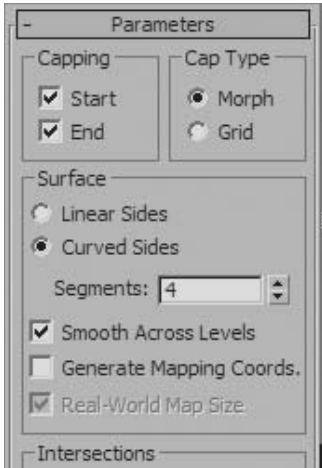 - Parameters
Capping
Cap Type
Start
Morph
End
Grid
Surface
Linear Sides
Curved Sides
Segments: 4
Smooth Across Levels
Generate Mapping Coords.
Real-World Map Size
Intersections